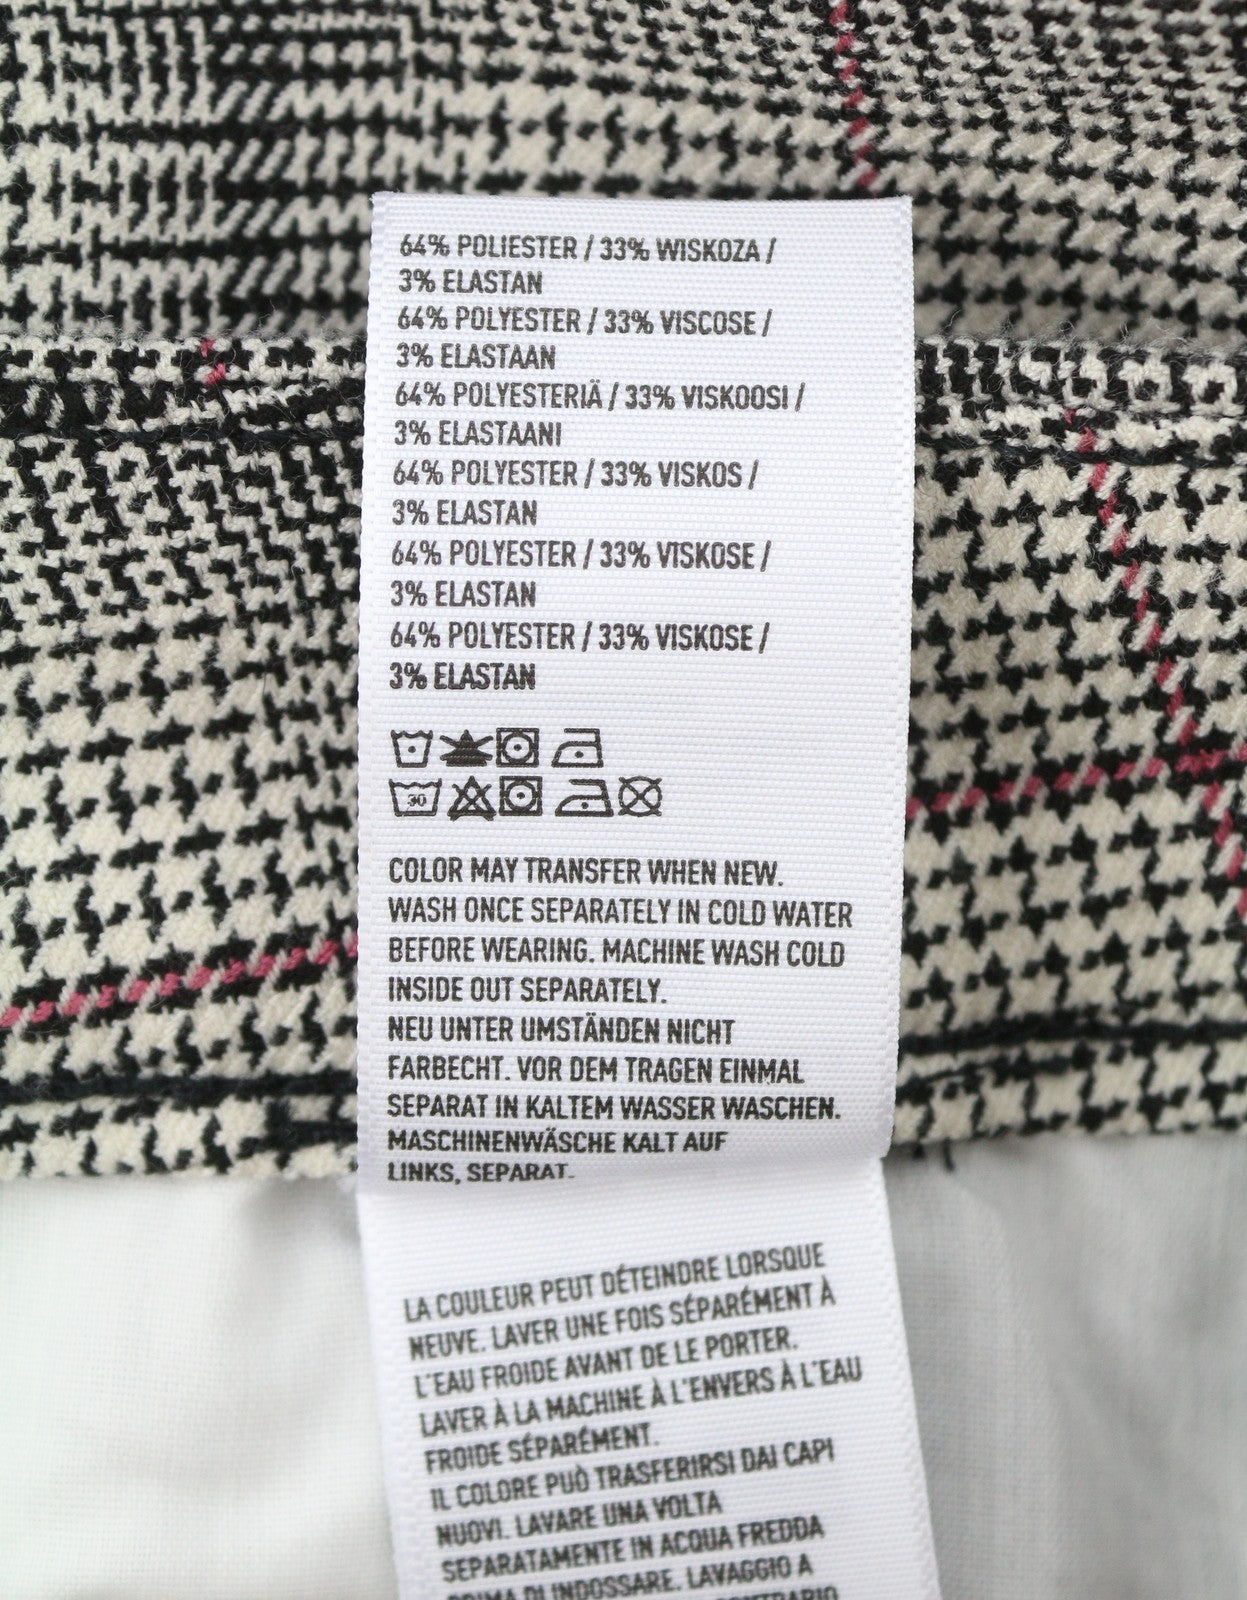 64% POLIESTER / 33% WISKOZA /
3% ELASTAN
64% POLYESTER / 33% VISCOSE /
3% ELASTAAN
64% POLYESTERIÄ / 33% VISKOOSI /
3% ELASTAANI
64% POLYESTER / 33% VISKOS /
3% ELASTAN
64% POLYESTER / 33% VISKOSE /
3% ELASTAN
64% POLYESTER / 33% VISKOSE /
3% ELASTAN
30
COLOR MAY TRANSFER WHEN NEW.
WASH ONCE SEPARATELY IN COLD WATER
BEFORE WEARING. MACHINE WASH COLD
INSIDE OUT SEPARATELY.
NEU UNTER UMSTÄNDEN NICHT
FARBECHT. VOR DEM TRAGEN EINMAL
SEPARAT IN KALTEM WASSER WASCHEN.
MASCHINENWÄSCHE KALT AUF
LINKS, SEPARAT.
LA COULEUR PEUT DÉTEINDRE LORSQUE
NEUVE. LAVER UNE FOIS SÉPARÉMENT À
L'EAU FROIDE AVANT DE LE PORTER.
LAVER À LA MACHINE À L'ENVERS À L'EAU
FROIDE SÉPARÉMENT.
IL COLORE PUÒ TRASFERIRSI DAI CAPI
NUOVI. LAVARE UNA VOLTA
SEPARATAMENTE IN ACQUA FREDDA
PRIMA DI INDOSSARE. LAVAGGIO A